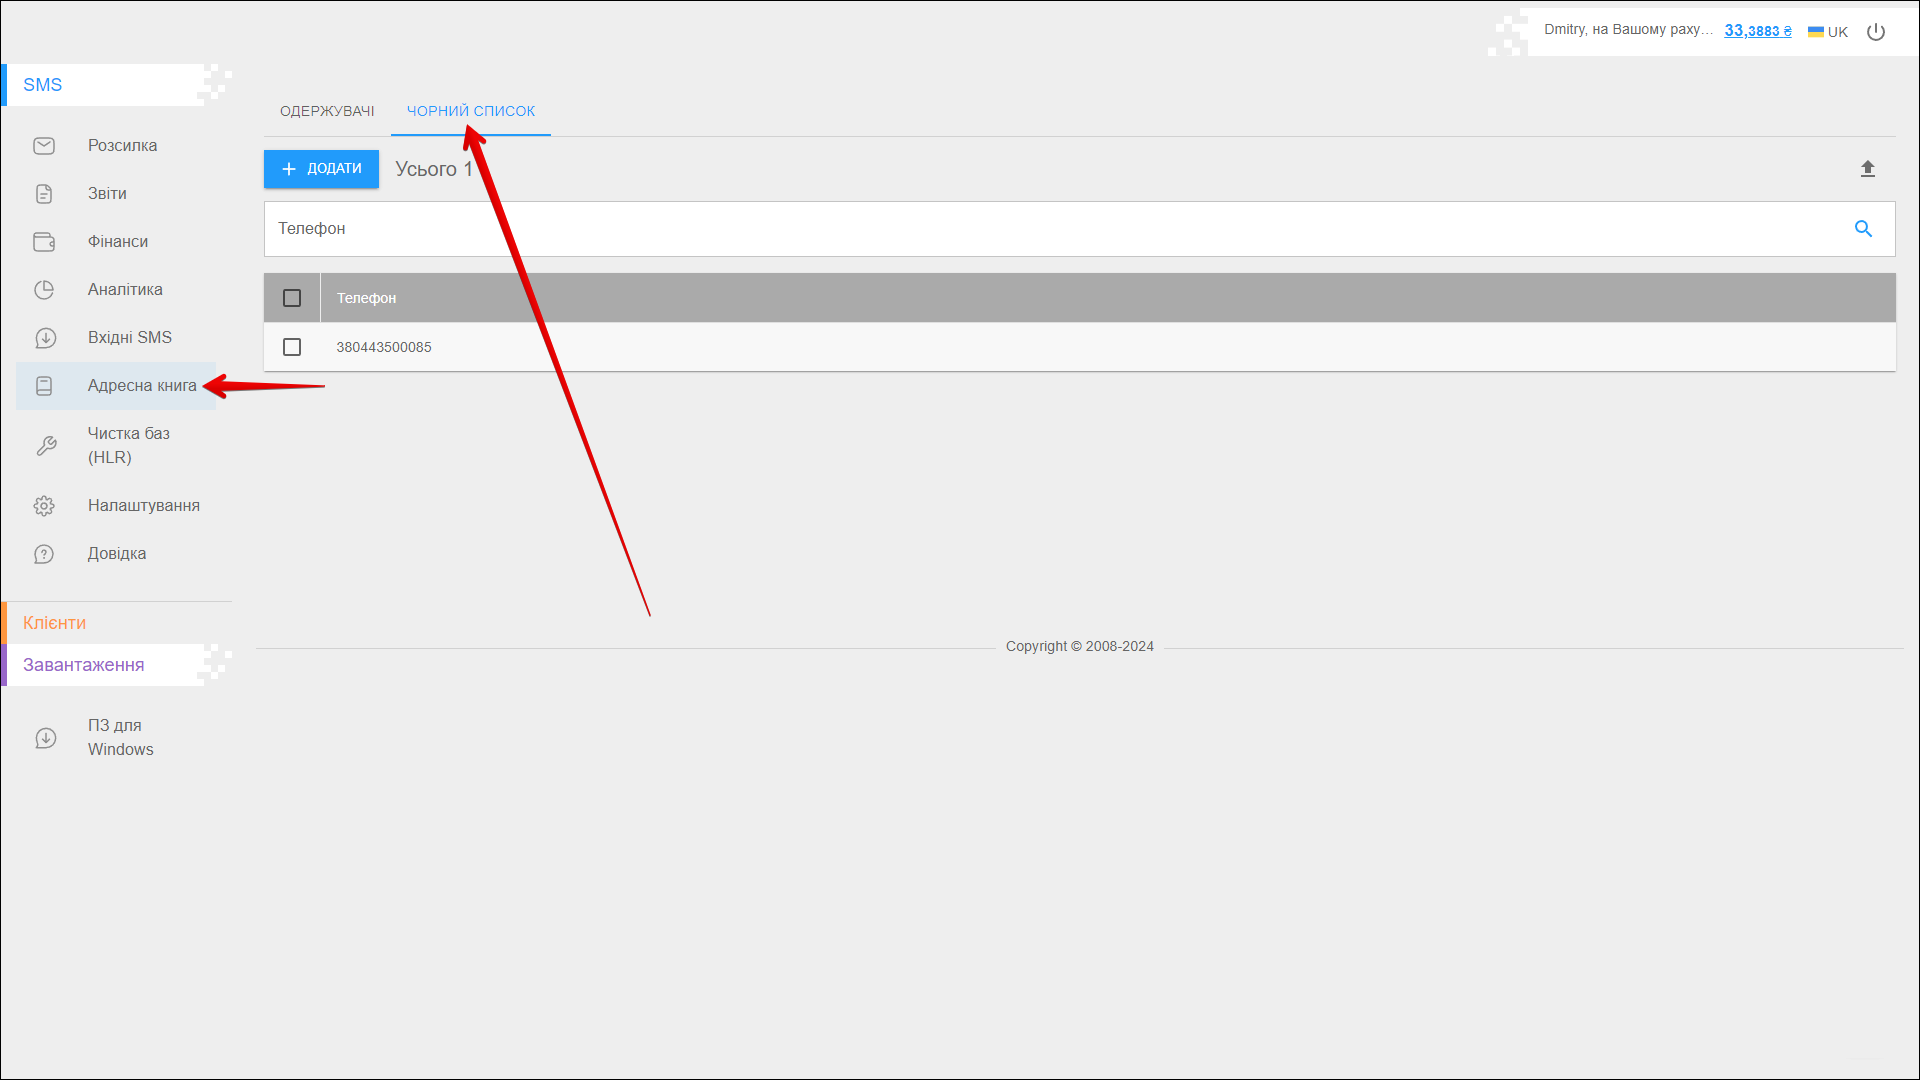 Dmitry, на Вашому раху... 33,3883 ₴ UK
SMS
Розсилка
Звіти
Фінанси
Аналітика
Вхідні SMS
Адресна книга
Чистка баз
(HLR)
Налаштування
Довідка
Клієнти
Завантаження
ПЗ для
Windows
ОДЕРЖУВАЧІ ЧОРНИЙ СПИСОК
ДОДАТИ Усього 1
Телефон
Телефон
380443500085
Copyright © 2008-2024